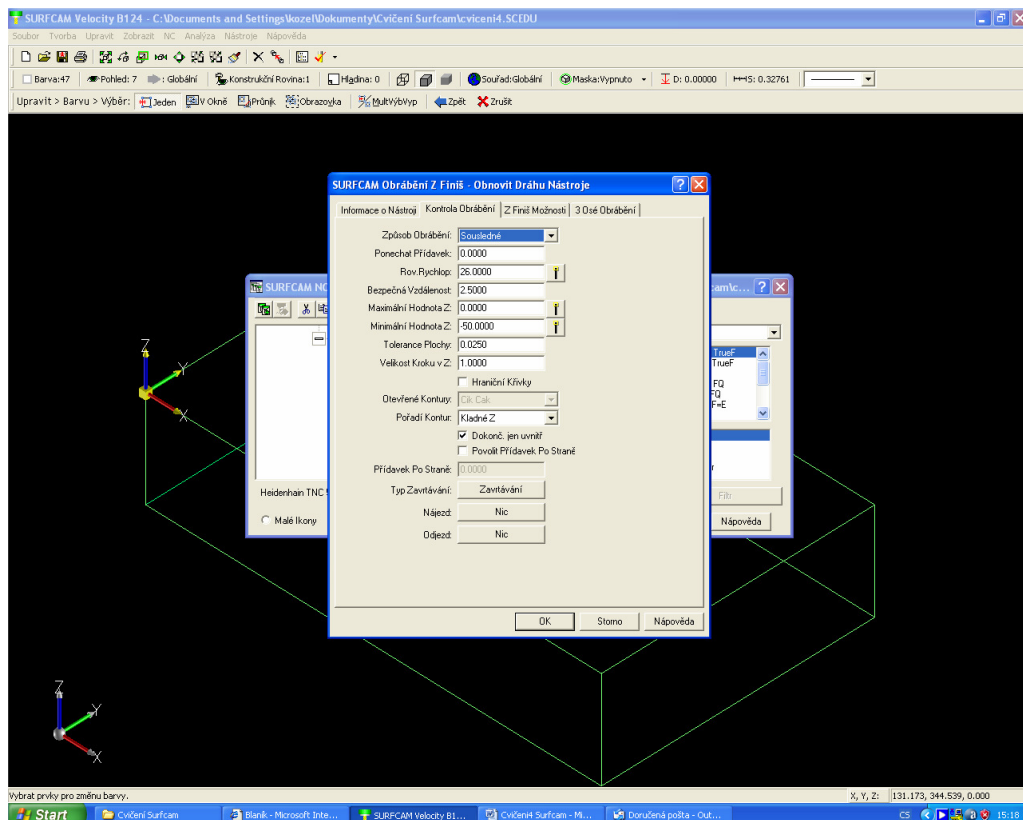 SURFCAM Velocity B124 - C:\Documents and Settings\kozel\Dokumenty\Cvičení Surfcam\cviceni4.SCEDU
Soubor Tvorba Upravit Zobrazit NC Analýza Nástroje Nápověda
Barva:47 Pohled: 7 : Globální Konstrukční Rovina:1 Hladina: 0 Souřad:Globální Maska:Vypnuto D: 0.00000 S: 0.32761
Upravit > Barvu > Výběr: Jeden V Okně Průnik Obrazovka MultVýbVyp Zpět Zrušit
SURFCAM Obrábění Z Finiš - Obnovit Dráhu Nástroje
Informace o Nástroji Kontrola Obrábění Z Finiš Možnosti 3 Osé Obrábění
Způsob Obrábění: Sousledné
Ponechat Přídavek: 0.0000
Rov.Rychlop: 26.0000
Bezpečná Vzdálenost: 2.5000
Maximální Hodnota Z: 0.0000
Minimální Hodnota Z: -50.0000
Tolerance Plochy: 0.0250
Velikost Kroku v Z: 1.0000
Hraniční Křivky
Otevřené Kontury: Cik Cak
Pořadí Kontur: Kladné Z
Dokonč. jen uvnitř
Povolit Přídavek Po Straně
Přídavek Po Straně: 0.0000
Typ Zavrtávání: Zavrtávání
Nájezd: Nic
Odjezd: Nic
OK Storno Nápověda
SURFCAM NC
cam\c...
TrueF
TrueF
FQ
FQ
F=E
Heidenhain TNC
Malé Ikony
Filtr
Nápověda
Z
Y
X
Z
Y
X
Vybrat prvky pro změnu barvy.
X, Y, Z: 131.173, 344.539, 0.000
Start Cvičení Surfcam Blaník - Microsoft Inte... SURFCAM Velocity B1... Cvičení4 Surfcam - Mi... Doručená pošta - Out... CS 15:18